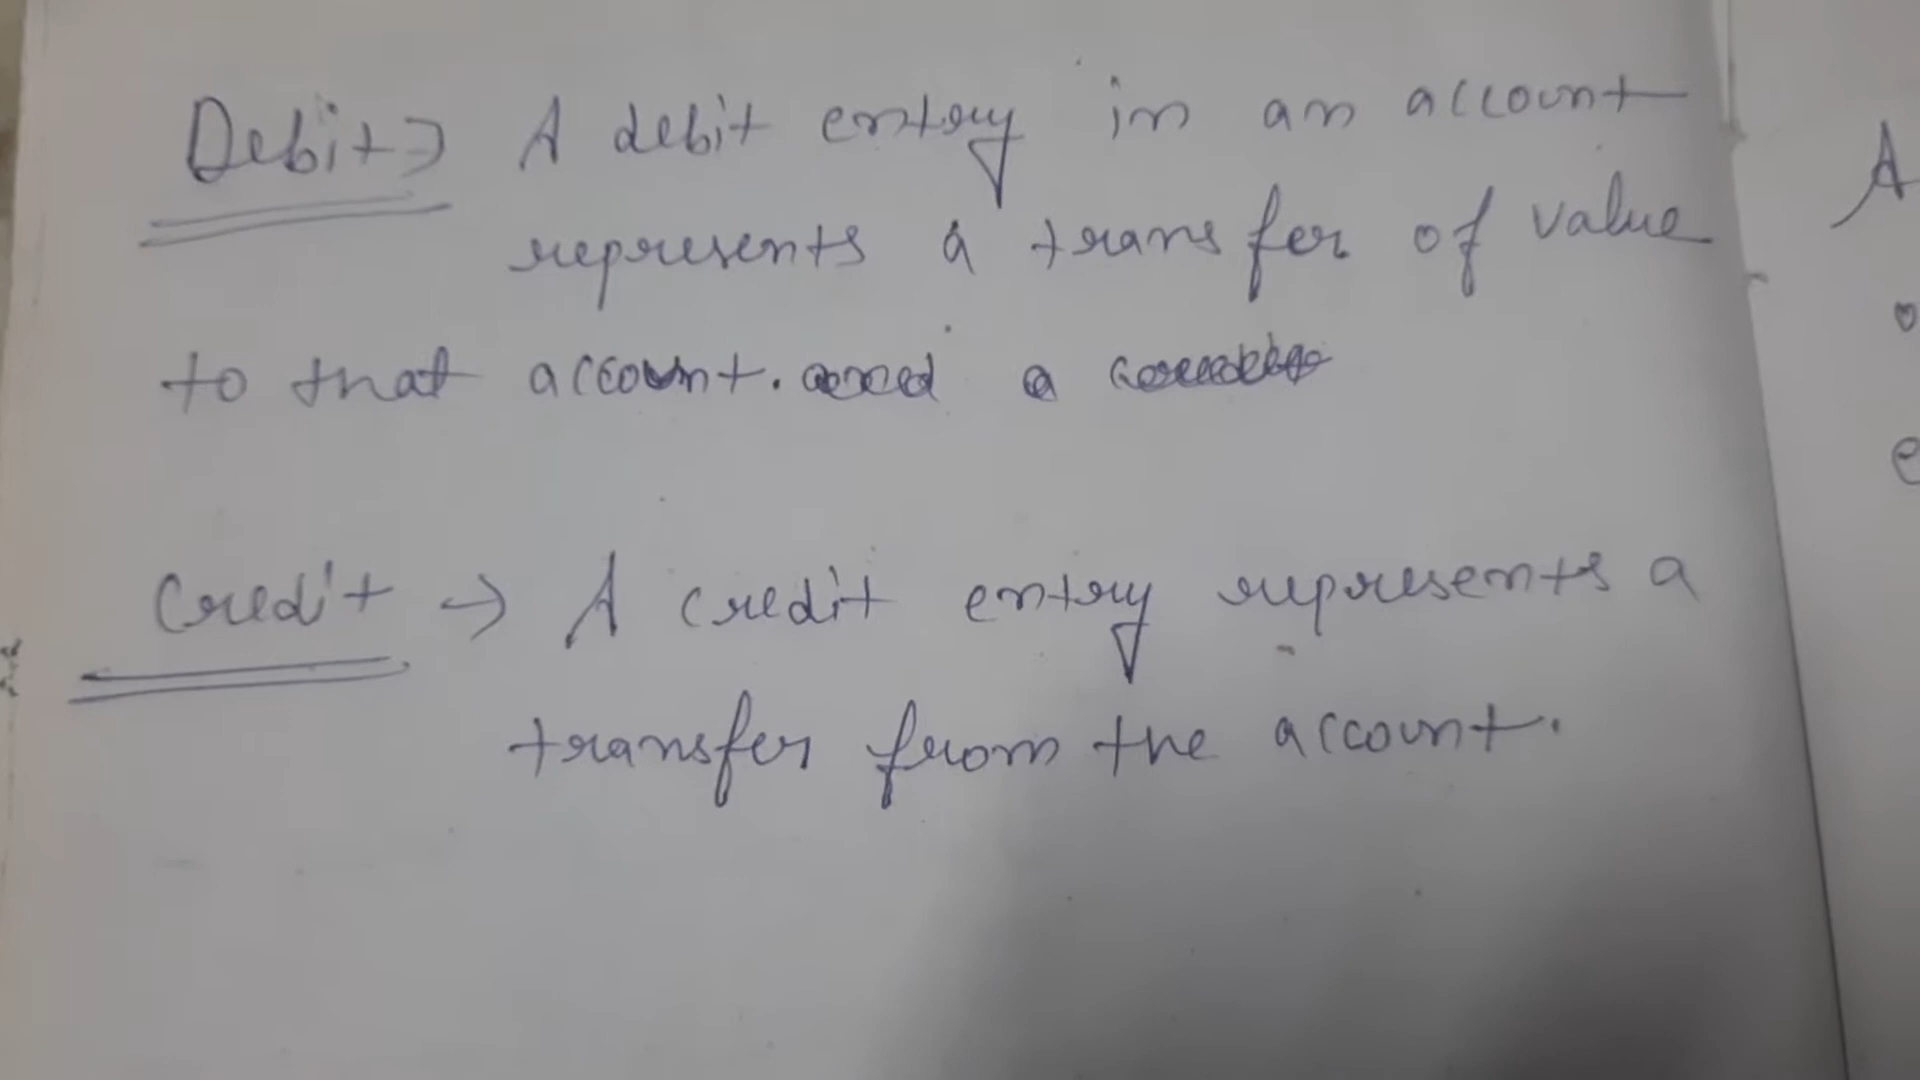 Debit → A debit entry in an account
represents a transfer of value
to that account.
Credit → A credit entry represents a
transfer from the account.